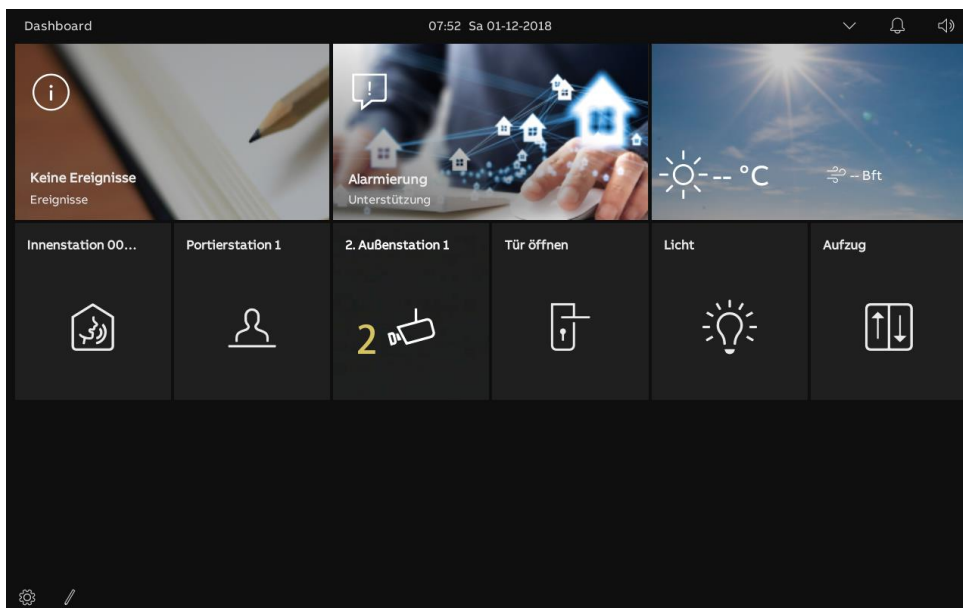 Dashboard
07:52 Sa 01-12-2018
Keine Ereignisse
Ereignisse
Alarmierung
Unterstützung
-- °C
-- Bft
Innenstation 00...
Portierstation 1
2. Außenstation 1
Tür öffnen
Licht
Aufzug
2